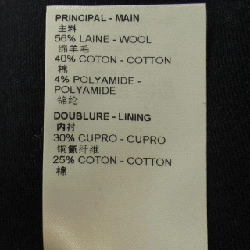 PRINCIPAL - MAIN
主料
56% LAINE - WOOL
绵羊毛
40% COTON - COTTON
棉
4% POLYAMIDE -
POLYAMIDE
锦纶
DOUBLURE - LINING
内衬
30% CUPRO - CUPRO
铜氨纤维
25% COTON - COTTON
棉